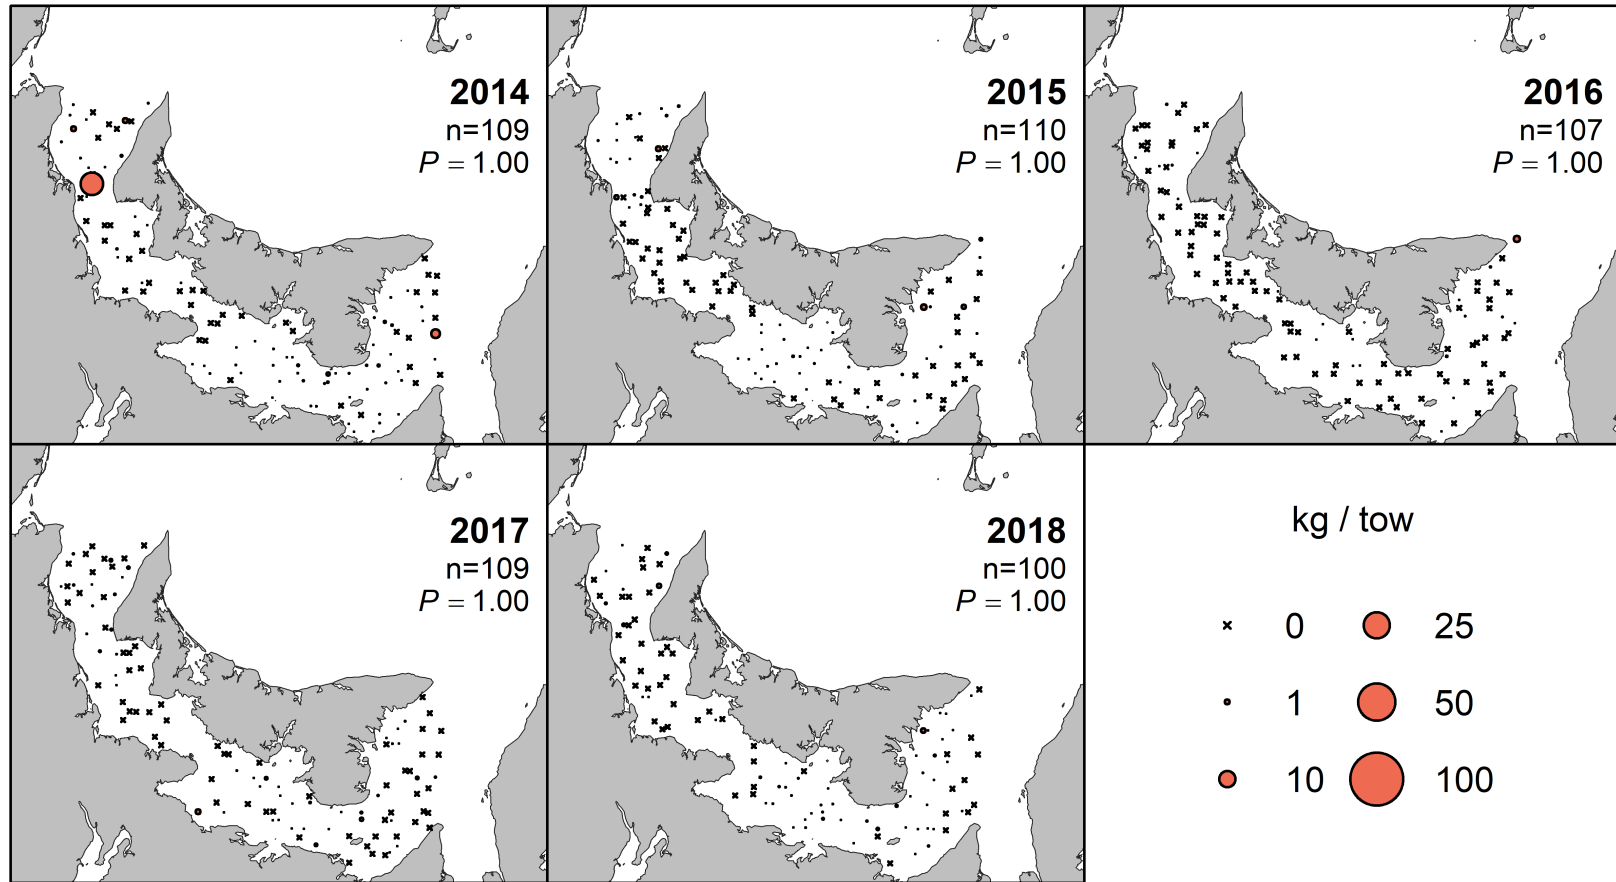 2014
n=109
P = 1.00
2015
n=110
P = 1.00
2016
n=107
P = 1.00
2017
n=109
P = 1.00
2018
n=100
P = 1.00
kg / tow
0 25
1 50
10 100